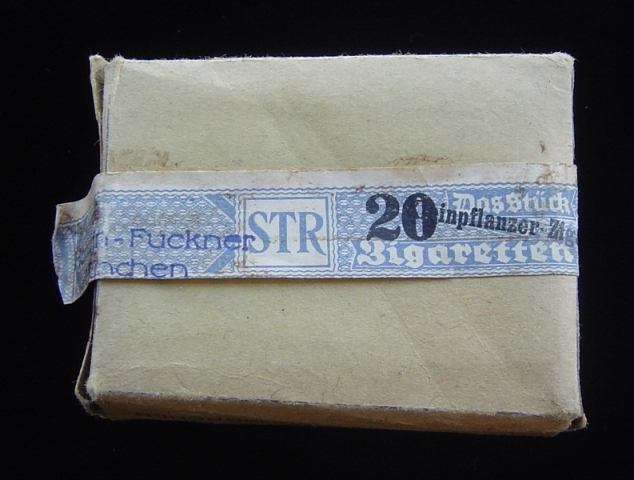 n-Fuckner
nchen
STR
20
inpflanzer-Zig
Das Stück
Zigaretten